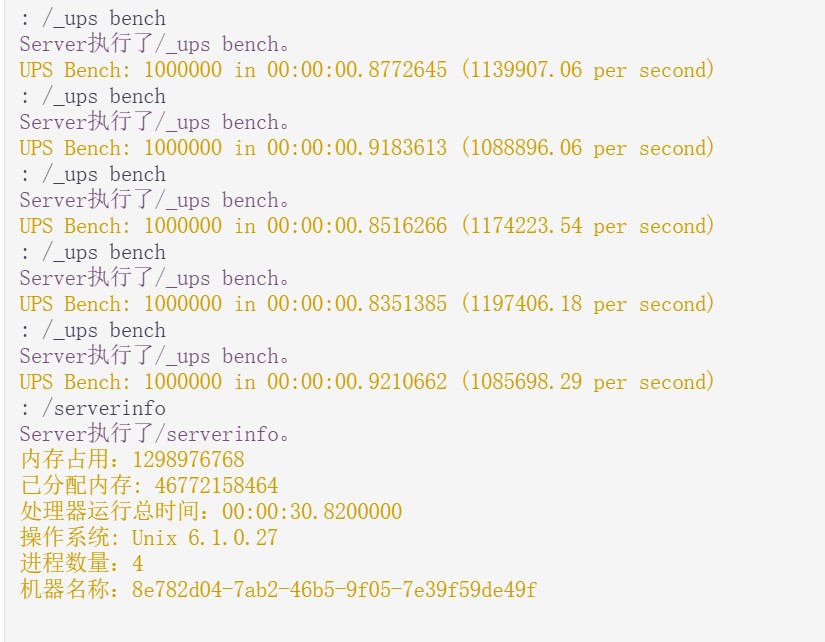 : /_ups bench
Server执行了/_ups bench。
UPS Bench: 1000000 in 00:00:00.8772645 (1139907.06 per second)
: /_ups bench
Server执行了/_ups bench。
UPS Bench: 1000000 in 00:00:00.9183613 (1088896.06 per second)
: /_ups bench
Server执行了/_ups bench。
UPS Bench: 1000000 in 00:00:00.8516266 (1174223.54 per second)
: /_ups bench
Server执行了/_ups bench。
UPS Bench: 1000000 in 00:00:00.8351385 (1197406.18 per second)
: /_ups bench
Server执行了/_ups bench。
UPS Bench: 1000000 in 00:00:00.9210662 (1085698.29 per second)
: /serverinfo
Server执行了/serverinfo。
内存占用：1298976768
已分配内存: 46772158464
处理器运行总时间：00:00:30.8200000
操作系统: Unix 6.1.0.27
进程数量：4
机器名称：8e782d04-7ab2-46b5-9f05-7e39f59de49f